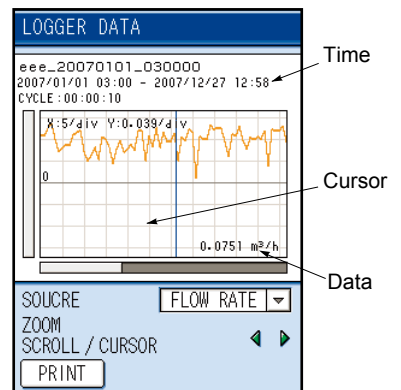 LOGGER DATA
eee_20070101_030000
2007/01/01 03:00 - 2007/12/27 12:58
CYCLE:00:00:10
X:5/div Y:0.039/d v
0
0.0751 m³/h
SOUCRE FLOW RATE
ZOOM
SCROLL / CURSOR
PRINT
Time
Cursor
Data